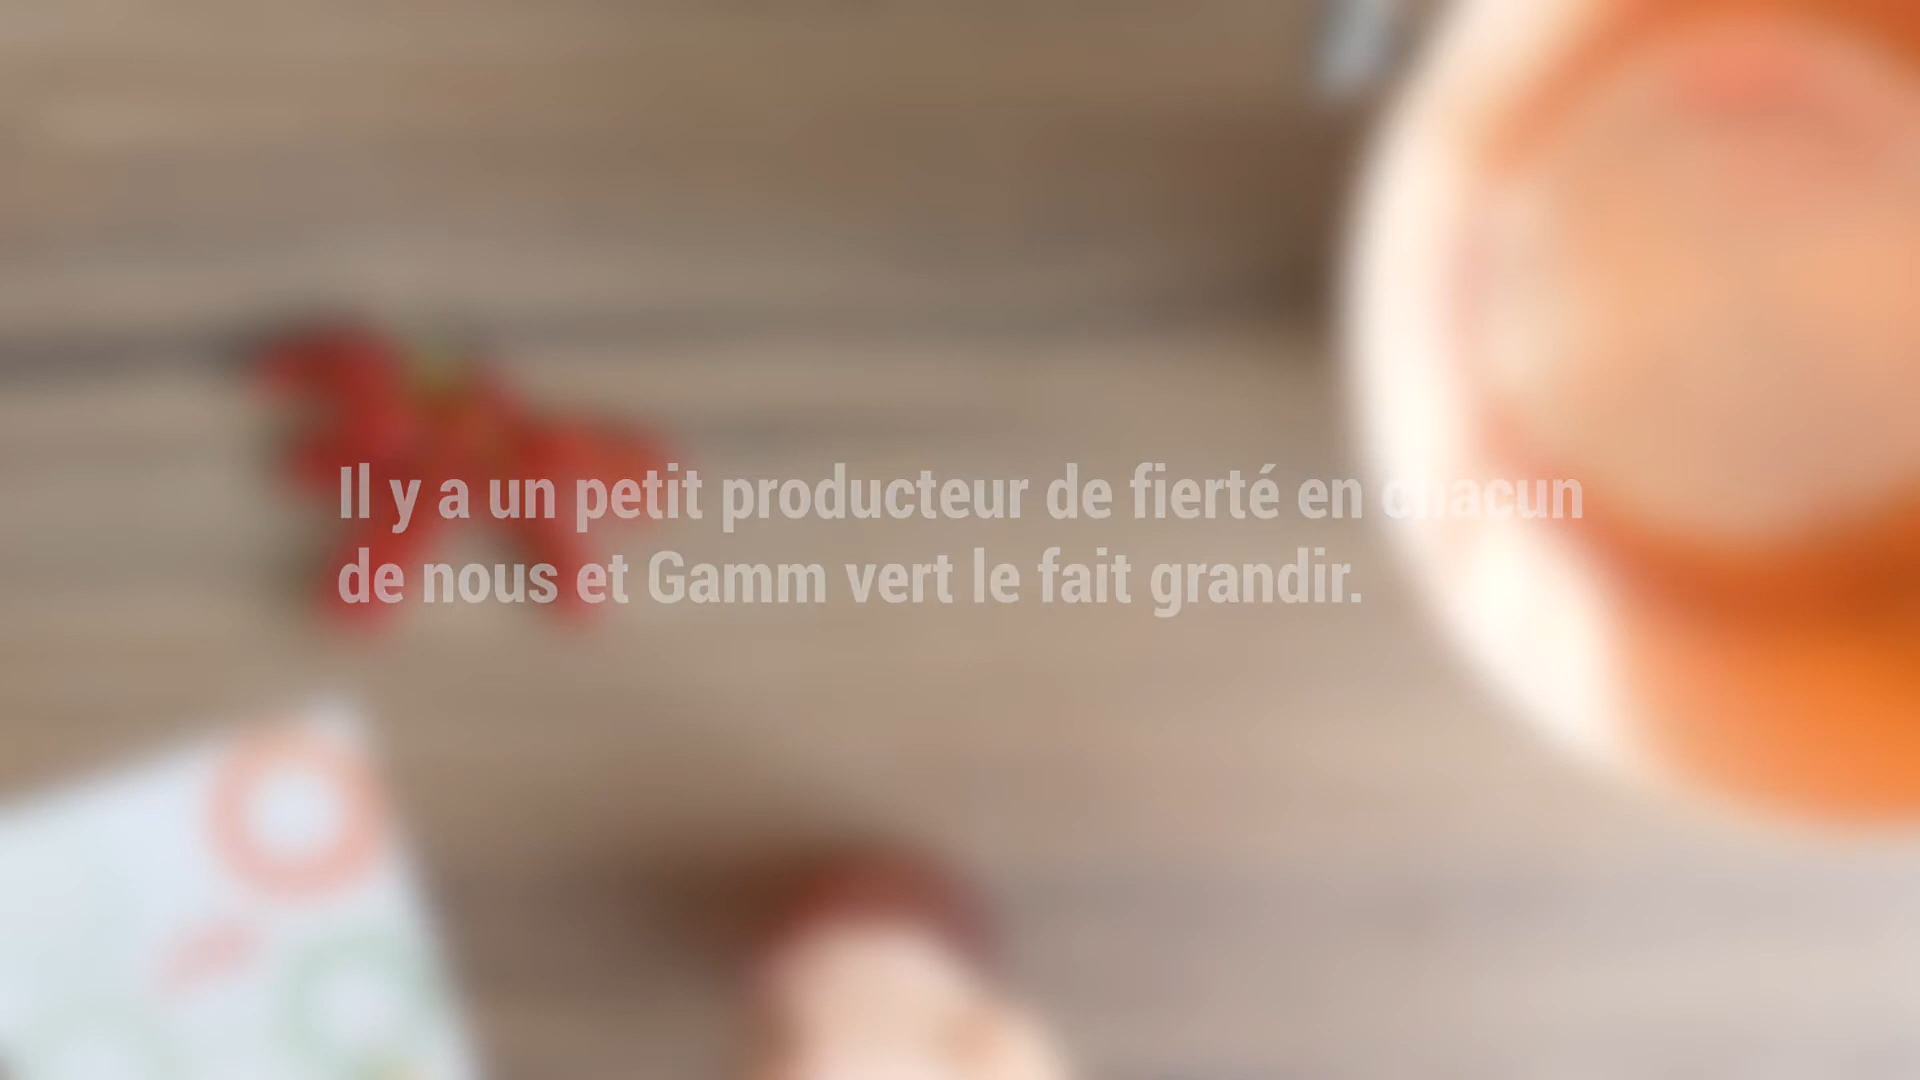 Il y a un petit producteur de fierté en chacun
de nous et Gamm vert le fait grandir.